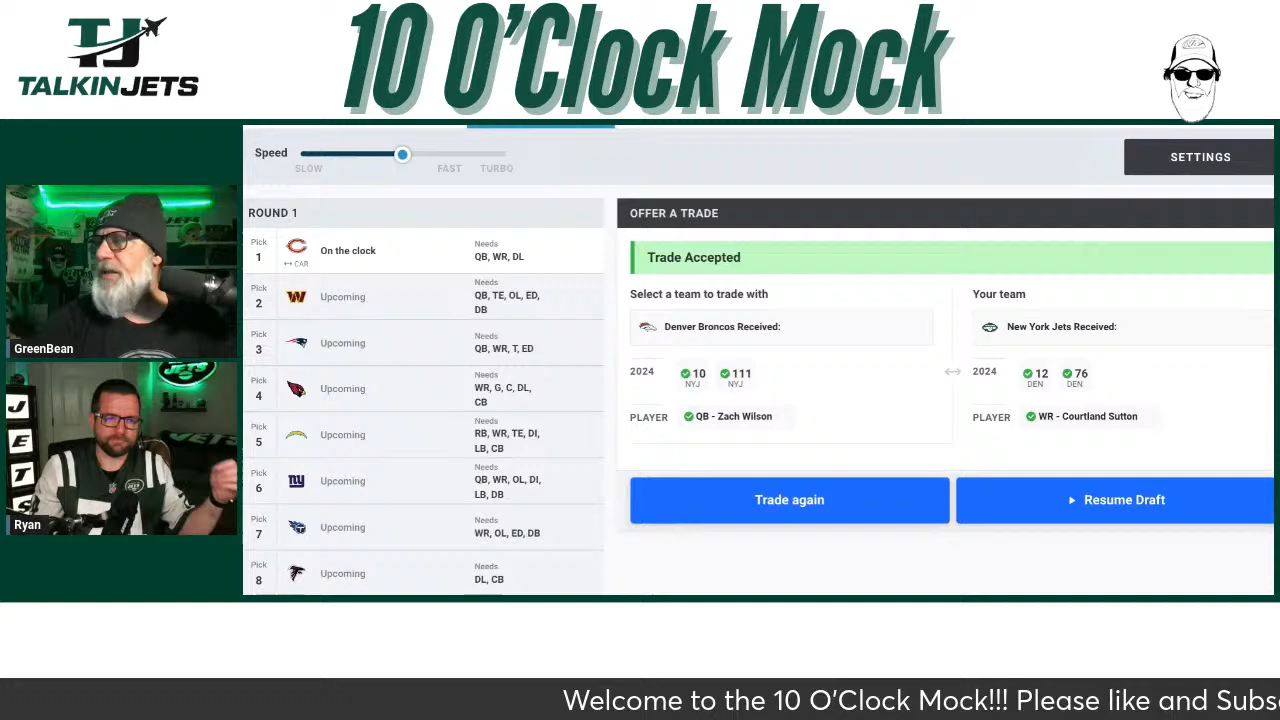 TALKINJETS
10 O'Clock Mock
Speed
SLOW
FAST
TURBO
SETTINGS
ROUND 1
Pick
1
CAR
On the clock
Needs
QB, WR, DL
Pick
2
Upcoming
Needs
QB, TE, OL, ED,
DB
Pick
3
Upcoming
Needs
QB, WR, T, ED
Pick
4
Upcoming
Needs
WR, G, C, DL,
CB
Pick
5
Upcoming
Needs
RB, WR, TE, DI,
LB, CB
Pick
6
Upcoming
Needs
QB, WR, OL, DI,
LB, DB
Pick
7
Upcoming
Needs
WR, OL, ED, DB
Pick
8
Upcoming
Needs
DL, CB
OFFER A TRADE
Trade Accepted
Select a team to trade with
Denver Broncos Received:
2024
10
NYJ
111
NYJ
PLAYER
QB - Zach Wilson
Your team
New York Jets Received:
2024
12
DEN
76
DEN
PLAYER
WR - Courtland Sutton
Trade again
Resume Draft
GreenBean
JETS
JETS
Ryan
Welcome to the 10 O'Clock Mock!!! Please like and Subs